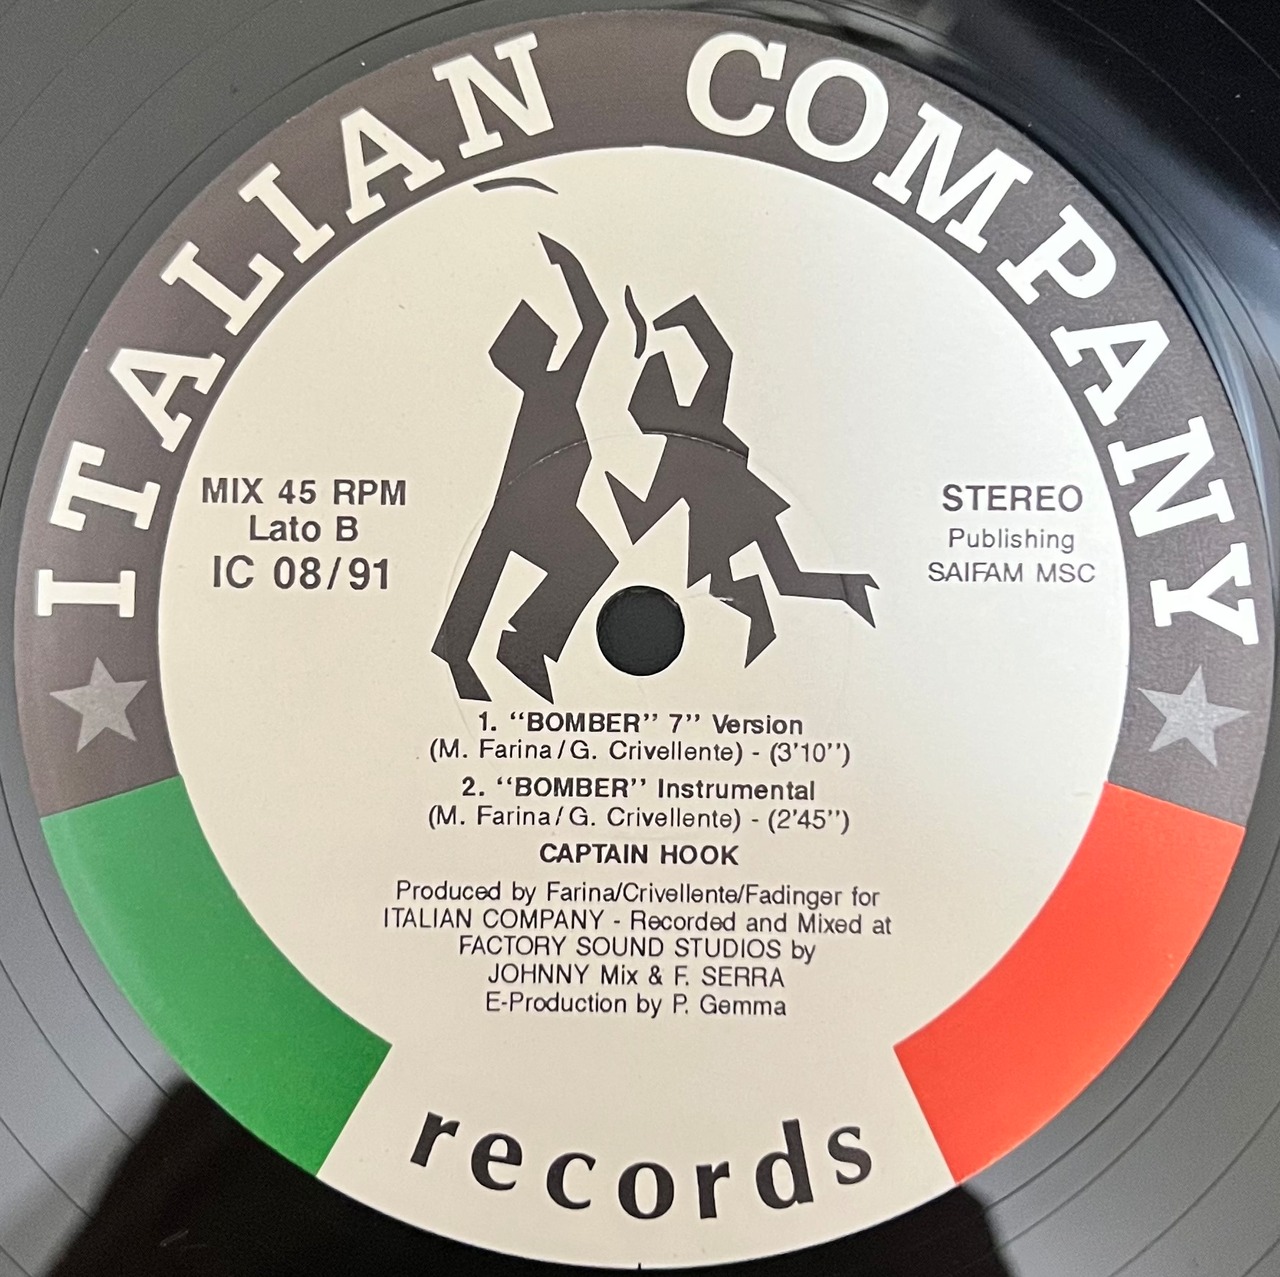 ITALIAN COMPANY
MIX 45 RPM
Lato B
IC 08/91
STEREO
Publishing
SAIFAM MSC
1. “BOMBER” 7” Version
(M. Farina/G. Crivellente) - (3’10”)
2. “BOMBER” Instrumental
(M. Farina/G. Crivellente) - (2’45”)
CAPTAIN HOOK
Produced by Farina/Crivellente/Fadinger for
ITALIAN COMPANY - Recorded and Mixed at
FACTORY SOUND STUDIOS by
JOHNNY Mix & F. SERRA
E-Production by P. Gemma
records